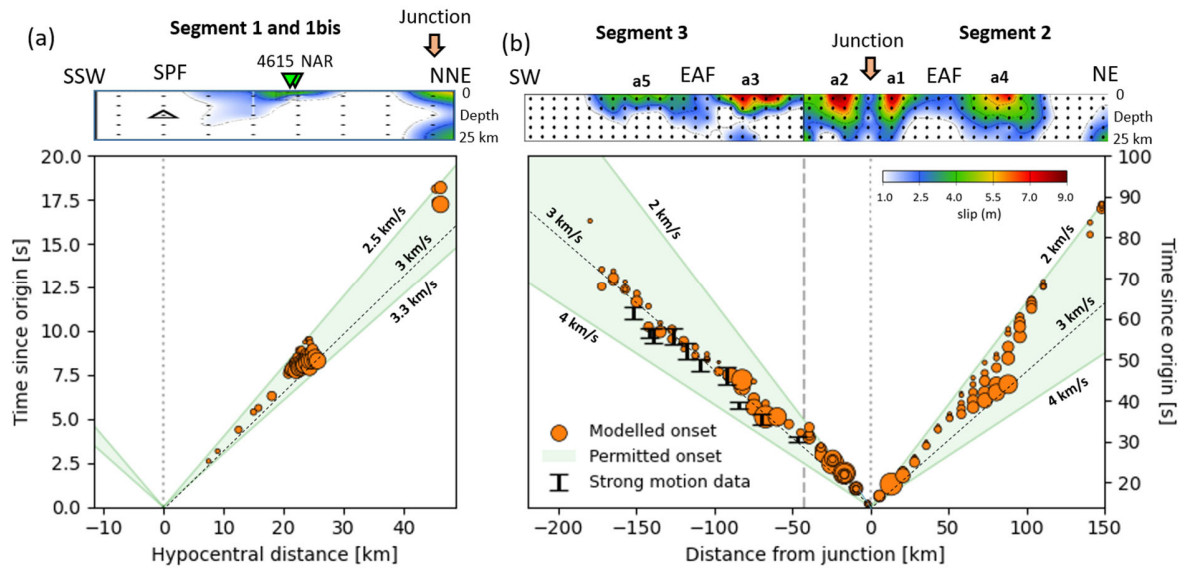 (a)
Segment 1 and 1bis
Junction
4615 NAR
SSW
SPF
NNE
0
Depth
25 km
20.0
17.5
15.0
12.5
10.0
7.5
5.0
2.5
0.0
Time since origin [s]
2.5 km/s
3 km/s
3.3 km/s
−10 0 10 20 30 40
Hypocentral distance [km]
(b)
Segment 3
Junction
Segment 2
SW
a5
EAF
a3
a2
a1
EAF
a4
NE
0
Depth
25 km
1.0 4.0 5.5 9.0
slip (m)
3 km/s
2 km/s
4 km/s
2 km/s
3 km/s
4 km/s
Modelled onset
Permitted onset
Strong motion data
100
90
80
70
60
50
40
30
20
Time since origin [s]
−200 −150 −100 −50 0 50 100 150
Distance from junction [km]